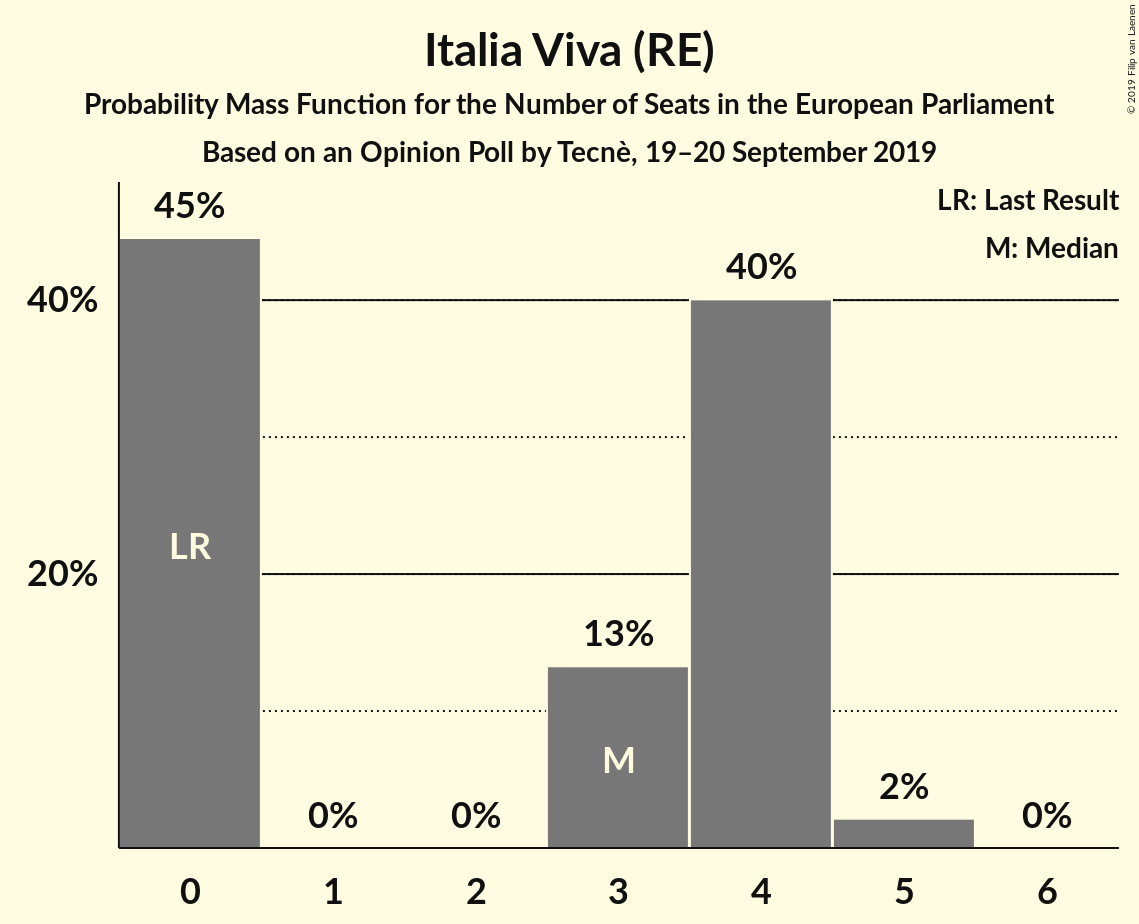 Italia Viva (RE)
Probability Mass Function for the Number of Seats in the European Parliament
Based on an Opinion Poll by Tecnè, 19–20 September 2019
© 2019 Filip van Laenen
LR: Last Result
M: Median
45%
40%
40%
20%
13%
2%
0%
0%
0%
LR
M
0 1 2 3 4 5 6